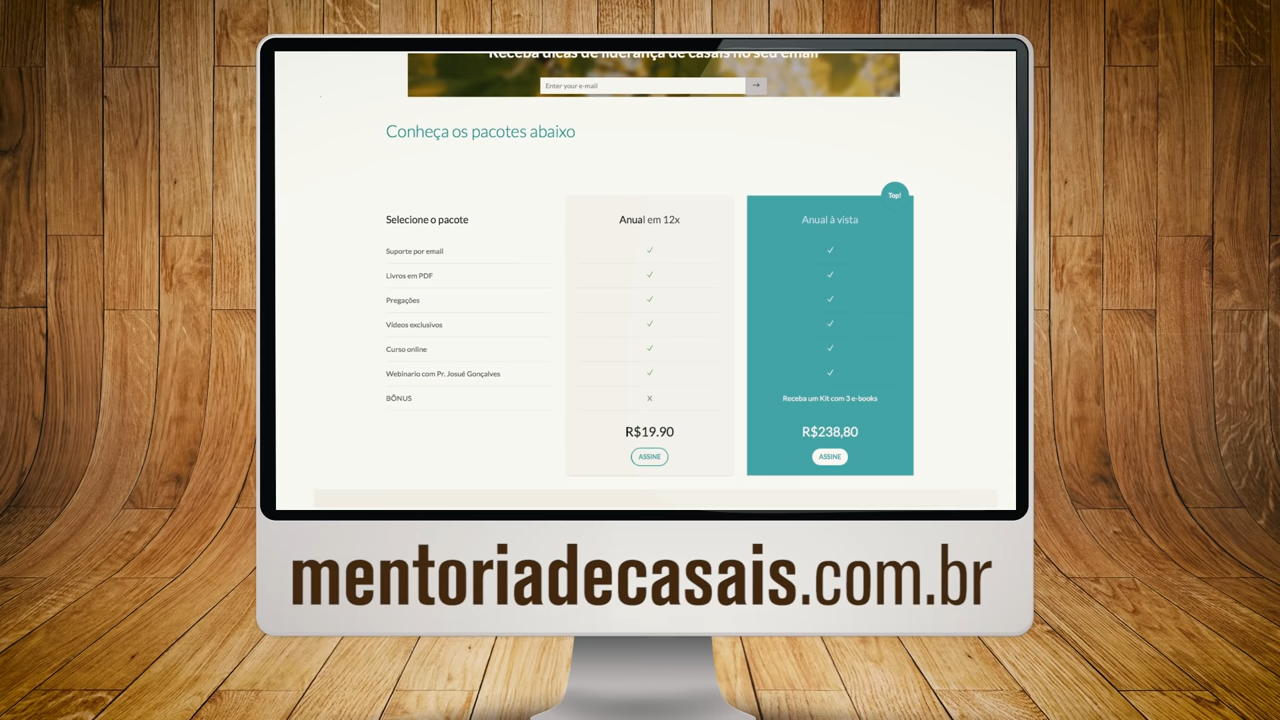 Receba dicas de liderança de casais no seu email
Enter your e-mail
→
Conheça os pacotes abaixo
Top!
Selecione o pacote
Anual em 12x
Anual à vista
Suporte por email ✓ ✓
Livros em PDF ✓ ✓
Pregações ✓ ✓
Vídeos exclusivos ✓ ✓
Curso online ✓ ✓
Webinario com Pr. Josué Gonçalves ✓ ✓
BÔNUS X Receba um Kit com 3 e-books
R$19.90 R$238,80
ASSINE ASSINE
mentoriadecasais.com.br